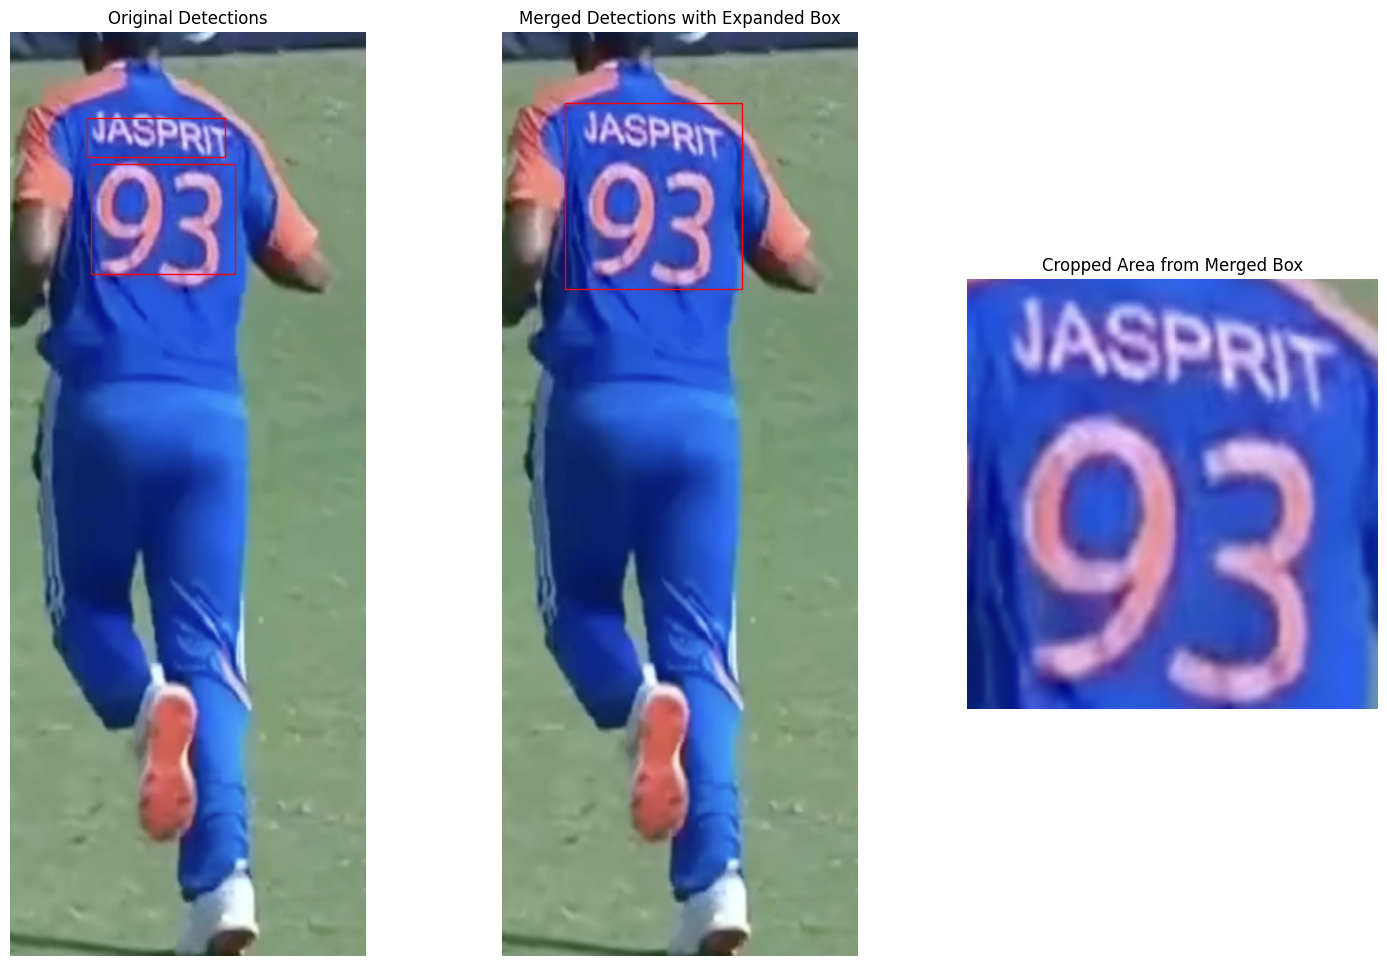 Original Detections
JASPRIT
93
Merged Detections with Expanded Box
JASPRIT
93
Cropped Area from Merged Box
JASPRIT
93